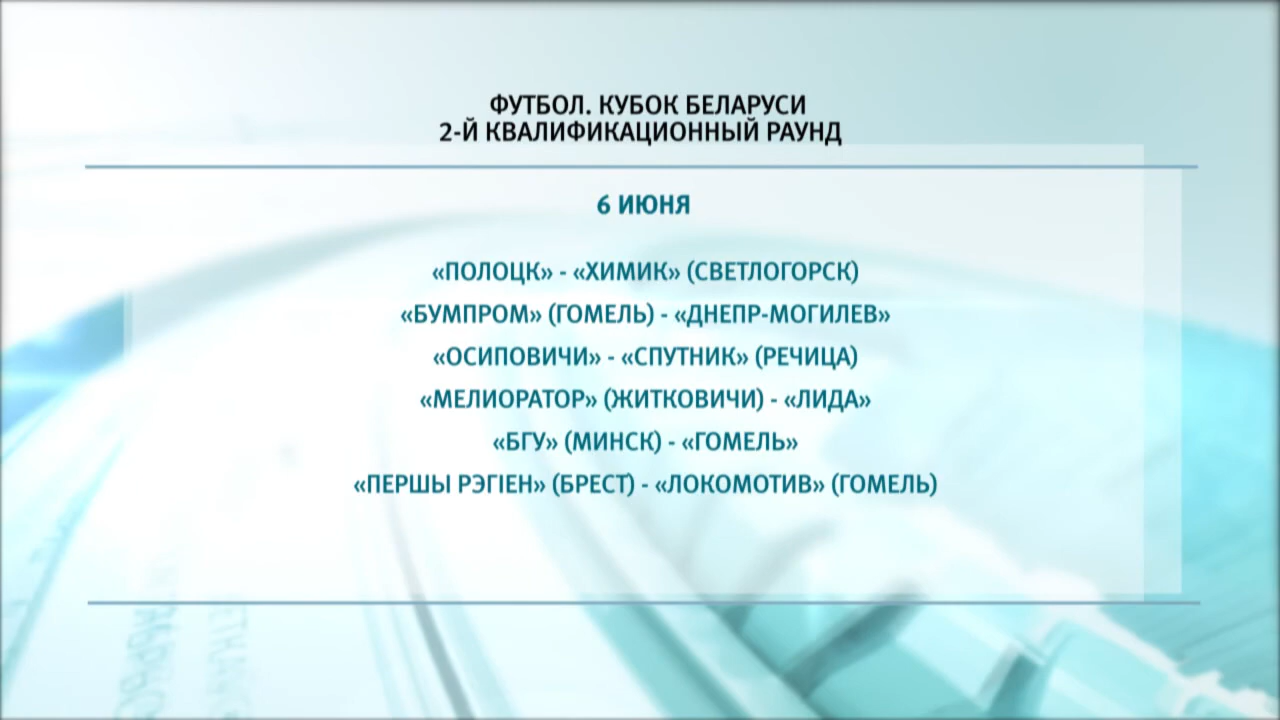 ФУТБОЛ. КУБОК БЕЛАРУСИ
2-Й КВАЛИФИКАЦИОННЫЙ РАУНД
6 ИЮНЯ
«ПОЛОЦК» - «ХИМИК» (СВЕТЛОГОРСК)
«БУМПРОМ» (ГОМЕЛЬ) - «ДНЕПР-МОГИЛЕВ»
«ОСИПОВИЧИ» - «СПУТНИК» (РЕЧИЦА)
«МЕЛИОРАТОР» (ЖИТКОВИЧИ) - «ЛИДА»
«БГУ» (МИНСК) - «ГОМЕЛЬ»
«ПЕРШЫ РЭГІЕН» (БРЕСТ) - «ЛОКОМОТИВ» (ГОМЕЛЬ)